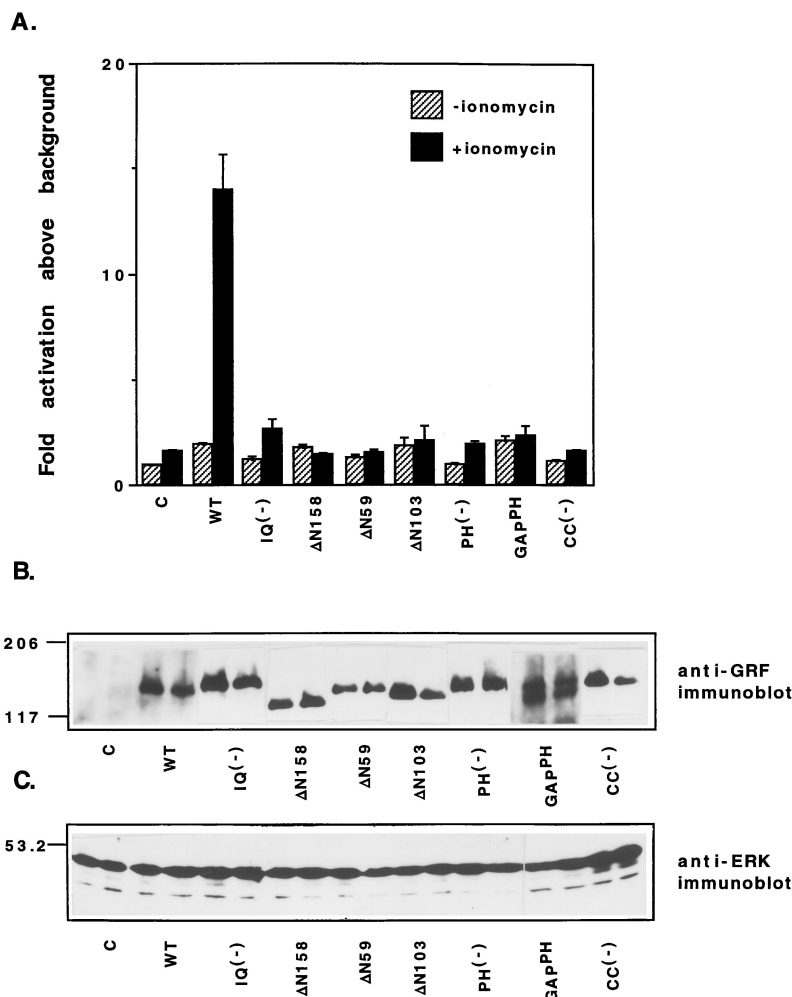 A.
Fold activation above background
20
10
0
-ionomycin
+ionomycin
C
WT
IQ(-)
ΔN158
ΔN59
ΔN103
PH(-)
GAPPH
CC(-)
B.
206
117
anti-GRF
immunoblot
C
WT
IQ(-)
ΔN158
ΔN59
ΔN103
PH(-)
GAPPH
CC(-)
C.
53.2
anti-ERK
immunoblot
C
WT
IQ(-)
ΔN158
ΔN59
ΔN103
PH(-)
GAPPH
CC(-)